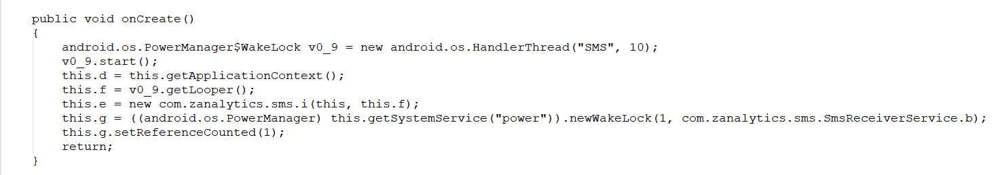 public void onCreate()
{
    android.os.PowerManager$WakeLock v0_9 = new android.os.HandlerThread("SMS", 10);
    v0_9.start();
    this.d = this.getApplicationContext();
    this.f = v0_9.getLooper();
    this.e = new com.zanalytics.sms.i(this, this.f);
    this.g = ((android.os.PowerManager) this.getSystemService("power")).newWakeLock(1, com.zanalytics.sms.SmsReceiverService.b);
    this.g.setReferenceCounted(1);
    return;
}